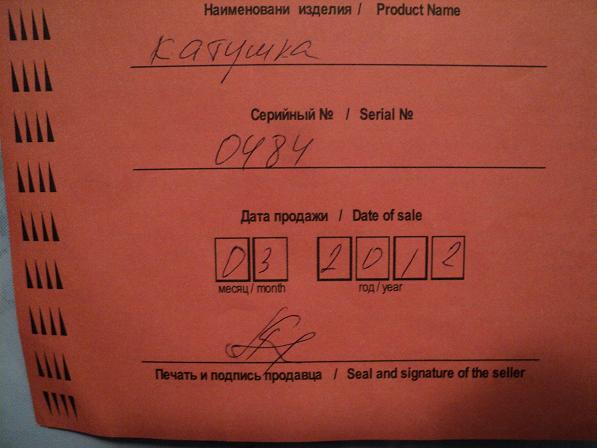 Наименовани изделия / Product Name
катушка
Серийный № / Serial №
0484
Дата продажи / Date of sale
03 2012
месяц / month год / year
Печать и подпись продавца / Seal and signature of the seller